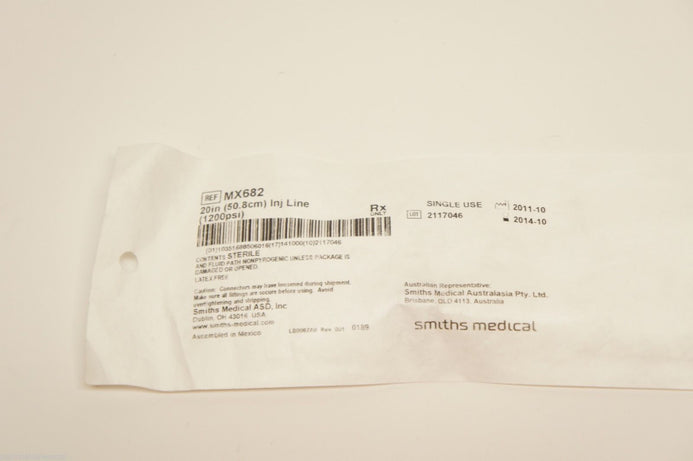 REF MX682
20in (50.8cm) Inj Line
(1200psi)
Rx
ONLY
SINGLE USE
2011-10
LOT 2117046
2014-10
CONTENTS STERILE
AND FLUID PATH NONPYROGENIC UNLESS PACKAGE IS
DAMAGED OR OPENED.
LATEX FREE
Caution: Connectors may have loosened during shipment.
Make sure all fittings are secure before using. Avoid
overtightening and stripping.
Smiths Medical ASD, Inc
Dublin, OH 43016 USA
www.smiths-medical.com
Assembled in Mexico
Rev 001 0189
Australian Representative:
Smiths Medical Australasia Pty. Ltd.
Brisbane, QLD 4113, Australia
smiths medical